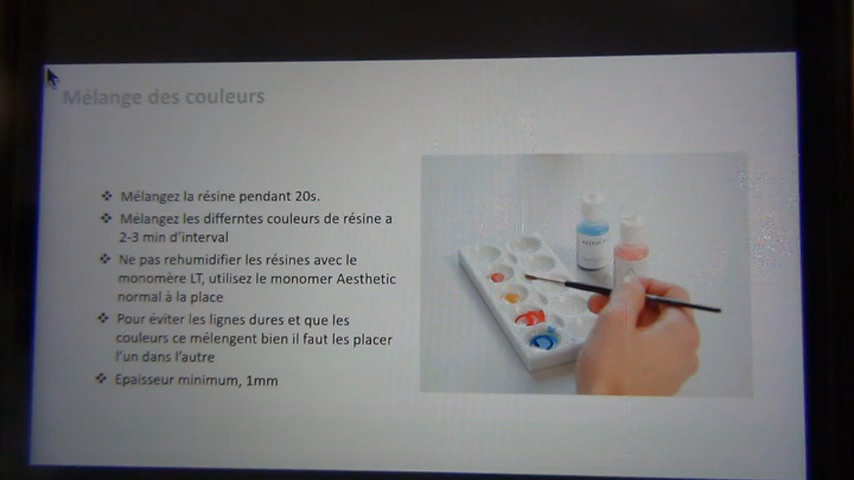 Mélange des couleurs
❖ Mélangez la résine pendant 20s.
❖ Mélangez les differntes couleurs de résine a
2-3 min d'interval
❖ Ne pas rehumidifier les résines avec le
monomère LT, utilisez le monomer Aesthetic
normal à la place
❖ Pour éviter les lignes dures et que les
couleurs ce mélengent bien il faut les placer
l'un dans l'autre
❖ Epaisseur minimum, 1mm